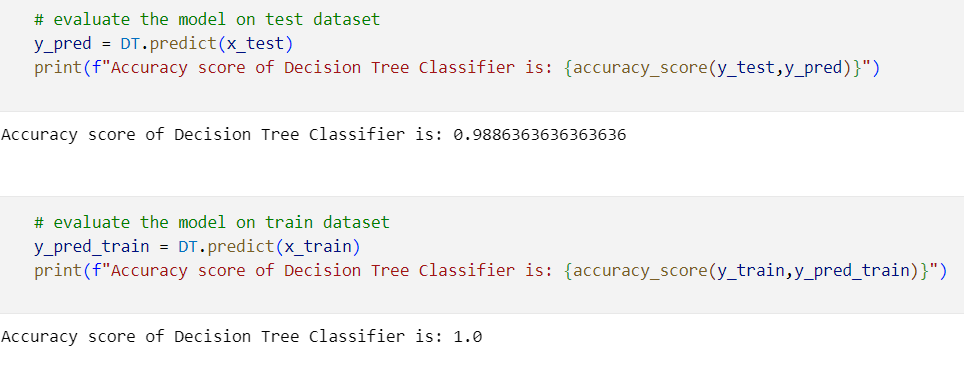 # evaluate the model on test dataset
y_pred = DT.predict(x_test)
print(f"Accuracy score of Decision Tree Classifier is: {accuracy_score(y_test,y_pred)}")
Accuracy score of Decision Tree Classifier is: 0.9886363636363636
# evaluate the model on train dataset
y_pred_train = DT.predict(x_train)
print(f"Accuracy score of Decision Tree Classifier is: {accuracy_score(y_train,y_pred_train)}")
Accuracy score of Decision Tree Classifier is: 1.0